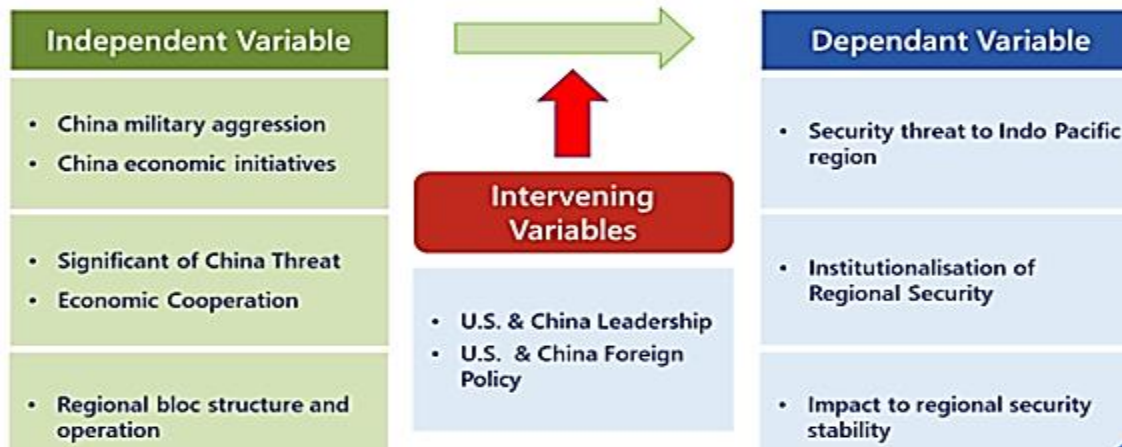 Independent Variable
• China military aggression
• China economic initiatives
• Significant of China Threat
• Economic Cooperation
• Regional bloc structure and
operation
Intervening
Variables
• U.S. & China Leadership
• U.S. & China Foreign
Policy
Dependant Variable
• Security threat to Indo Pacific
region
• Institutionalisation of
Regional Security
• Impact to regional security
stability